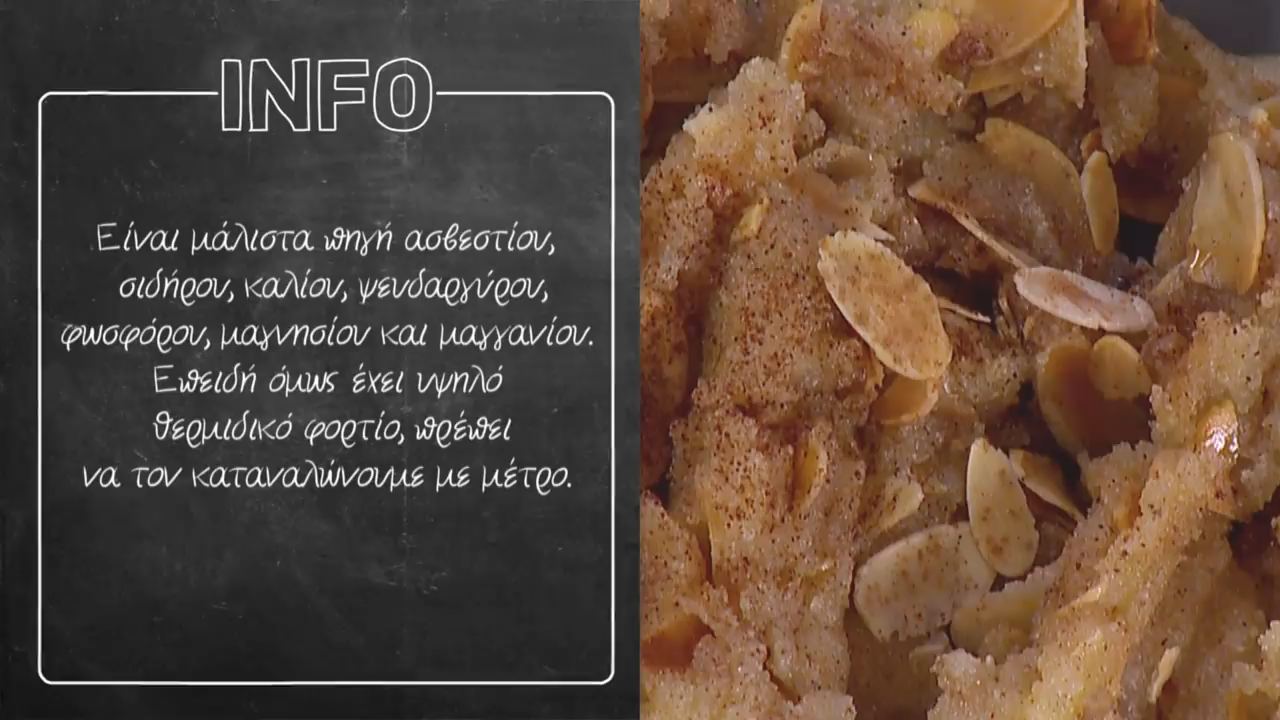 INFO
Είναι μάλιστα πηγή ασβεστίου,
σιδήρου, καλίου, ψευδαργύρου,
φωσφόρου, μαγνησίου και μαγγανίου.
Επειδή όμως έχει υψηλό
θερμιδικό φορτίο, πρέπει
να τον καταναλώνουμε με μέτρο.